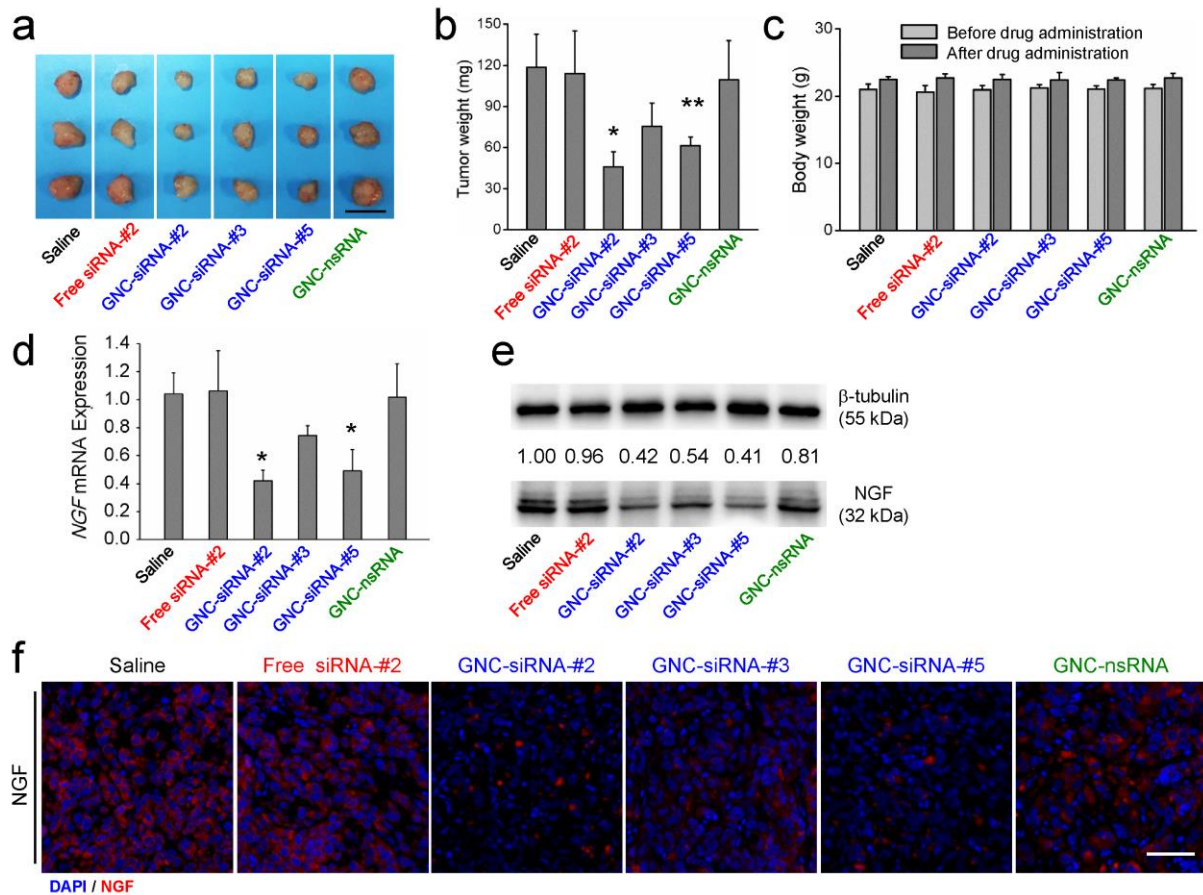 a
Saline
Free siRNA-#2
GNC-siRNA-#2
GNC-siRNA-#3
GNC-siRNA-#5
GNC-nsRNA
b
Tumor weight (mg)
150
120
90
60
30
0
*
**
Saline
Free siRNA-#2
GNC-siRNA-#2
GNC-siRNA-#3
GNC-siRNA-#5
GNC-nsRNA
c
Before drug administration
After drug administration
Body weight (g)
30
20
10
0
Saline
Free siRNA-#2
GNC-siRNA-#2
GNC-siRNA-#3
GNC-siRNA-#5
GNC-nsRNA
d
NGF mRNA Expression
1.4
1.2
1.0
0.8
0.6
0.4
0.2
0.0
*
*
Saline
Free siRNA-#2
GNC-siRNA-#2
GNC-siRNA-#3
GNC-siRNA-#5
GNC-nsRNA
e
β-tubulin
(55 kDa)
1.00 0.96 0.42 0.54 0.41 0.81
NGF
(32 kDa)
Saline
Free siRNA-#2
GNC-siRNA-#2
GNC-siRNA-#3
GNC-siRNA-#5
GNC-nsRNA
f
Saline Free siRNA-#2 GNC-siRNA-#2 GNC-siRNA-#3 GNC-siRNA-#5 GNC-nsRNA
NGF
DAPI / NGF